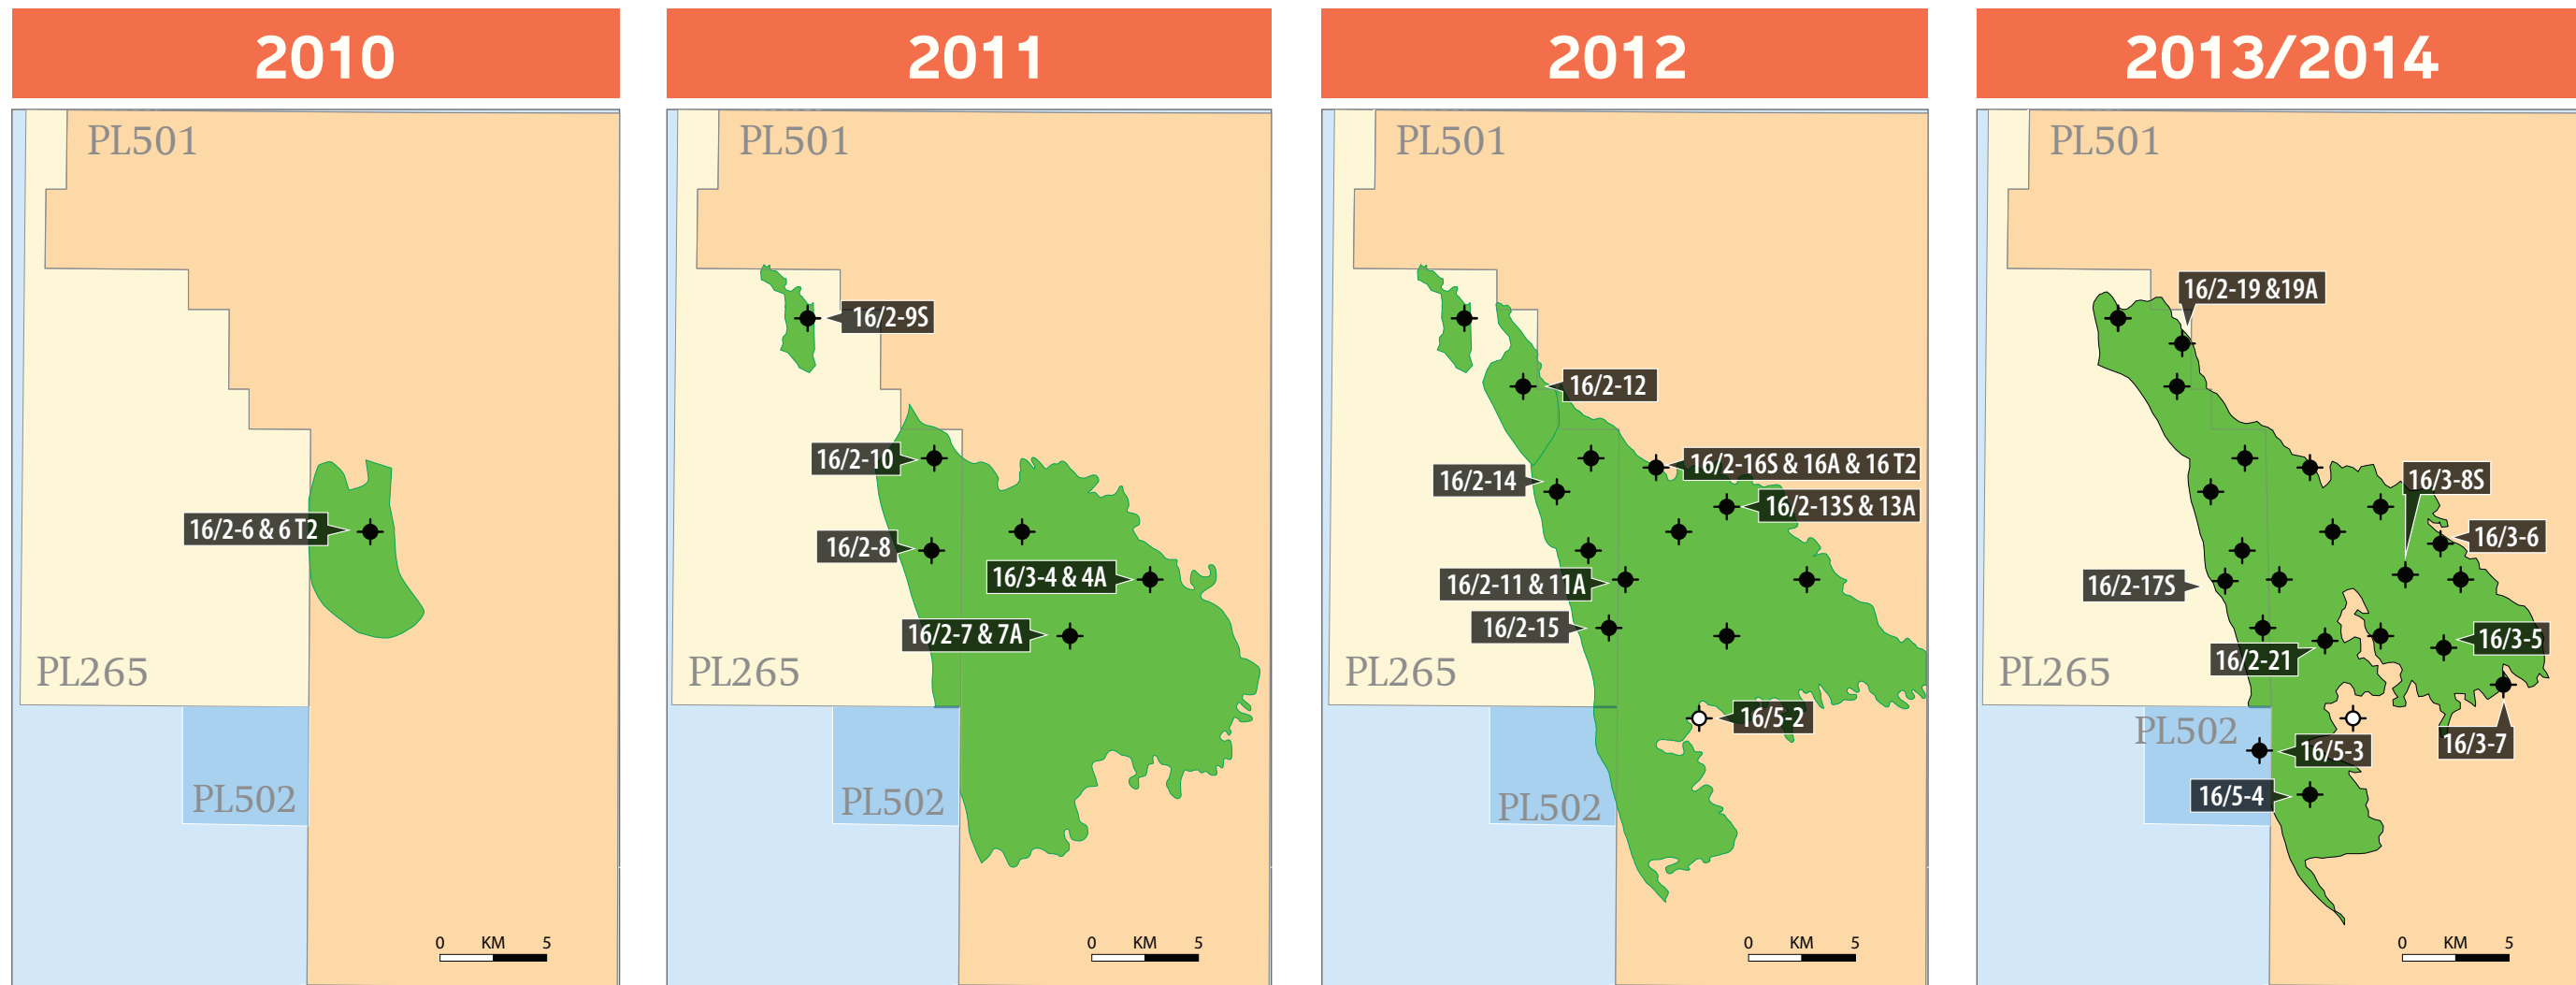 2010
PL501
16/2-6 & 6 T2
PL265
PL502
0 KM 5
2011
PL501
16/2-9S
16/2-10
16/2-8
16/3-4 & 4A
16/2-7 & 7A
PL265
PL502
0 KM 5
2012
PL501
16/2-12
16/2-16S & 16A & 16 T2
16/2-14
16/2-13S & 13A
16/2-11 & 11A
16/2-15
PL265
16/5-2
PL502
0 KM 5
2013/2014
PL501
16/2-19 &19A
16/3-8S
16/3-6
16/2-17S
16/3-5
16/2-21
PL265
PL502
16/3-7
16/5-3
16/5-4
0 KM 5